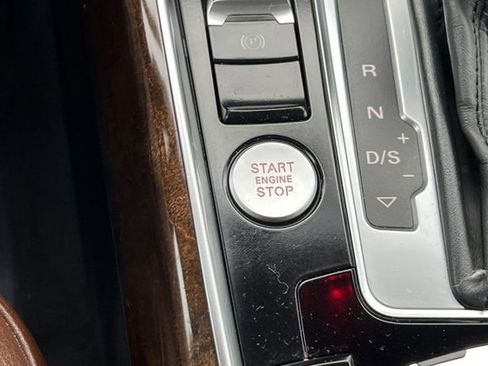 (P)
R
N
+
D/S
−
START
ENGINE
STOP